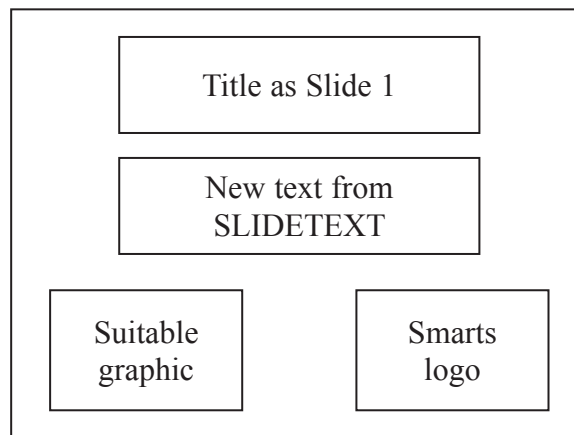 Title as Slide 1
New text from
SLIDETEXT
Suitable
graphic
Smarts
logo